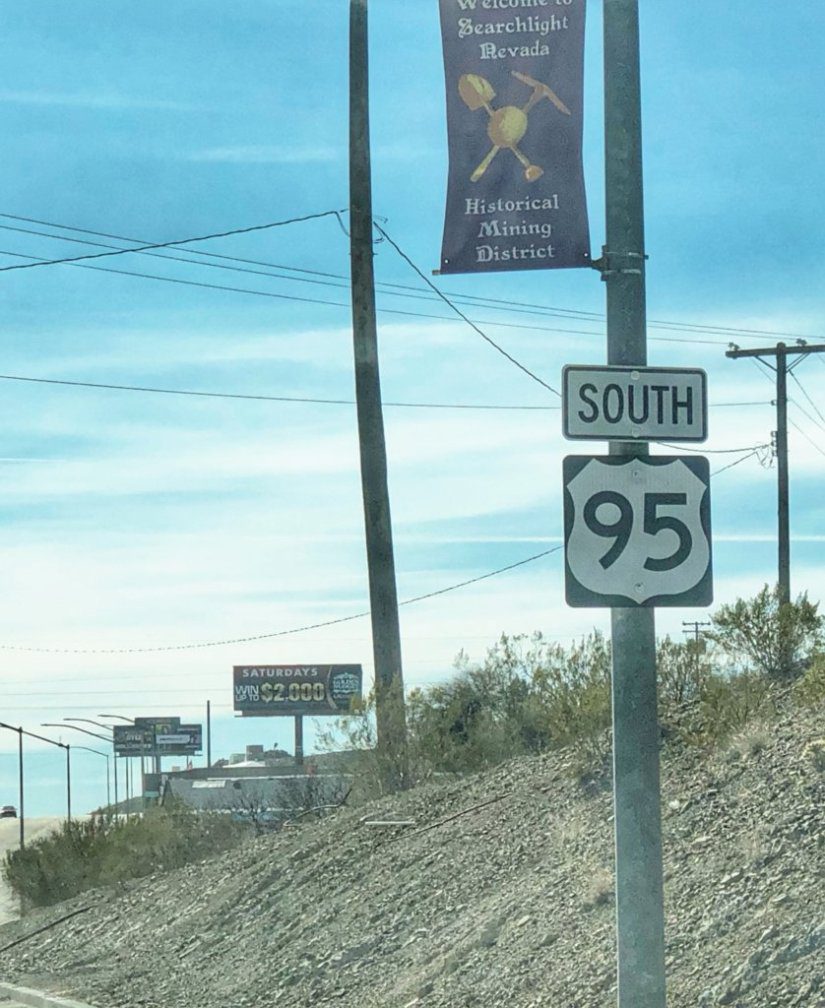 Welcome to
Searchlight
Nevada
Historical
Mining
District
SOUTH
95
SATURDAYS
WIN UP TO $2,000